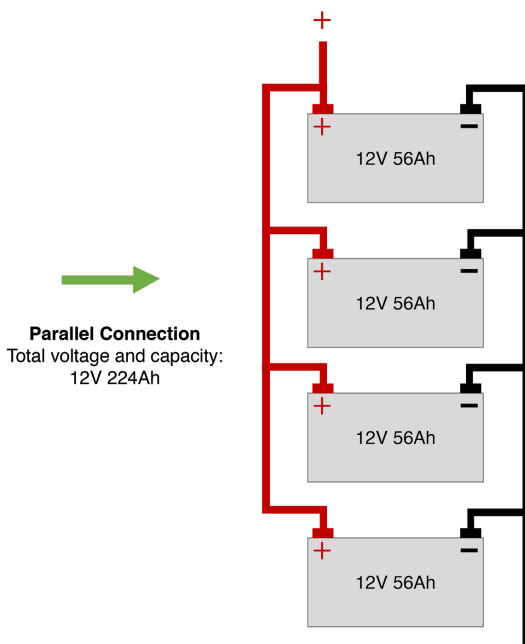 +
+ −
12V 56Ah
+ −
12V 56Ah
Parallel Connection
Total voltage and capacity:
12V 224Ah
+ −
12V 56Ah
+ −
12V 56Ah